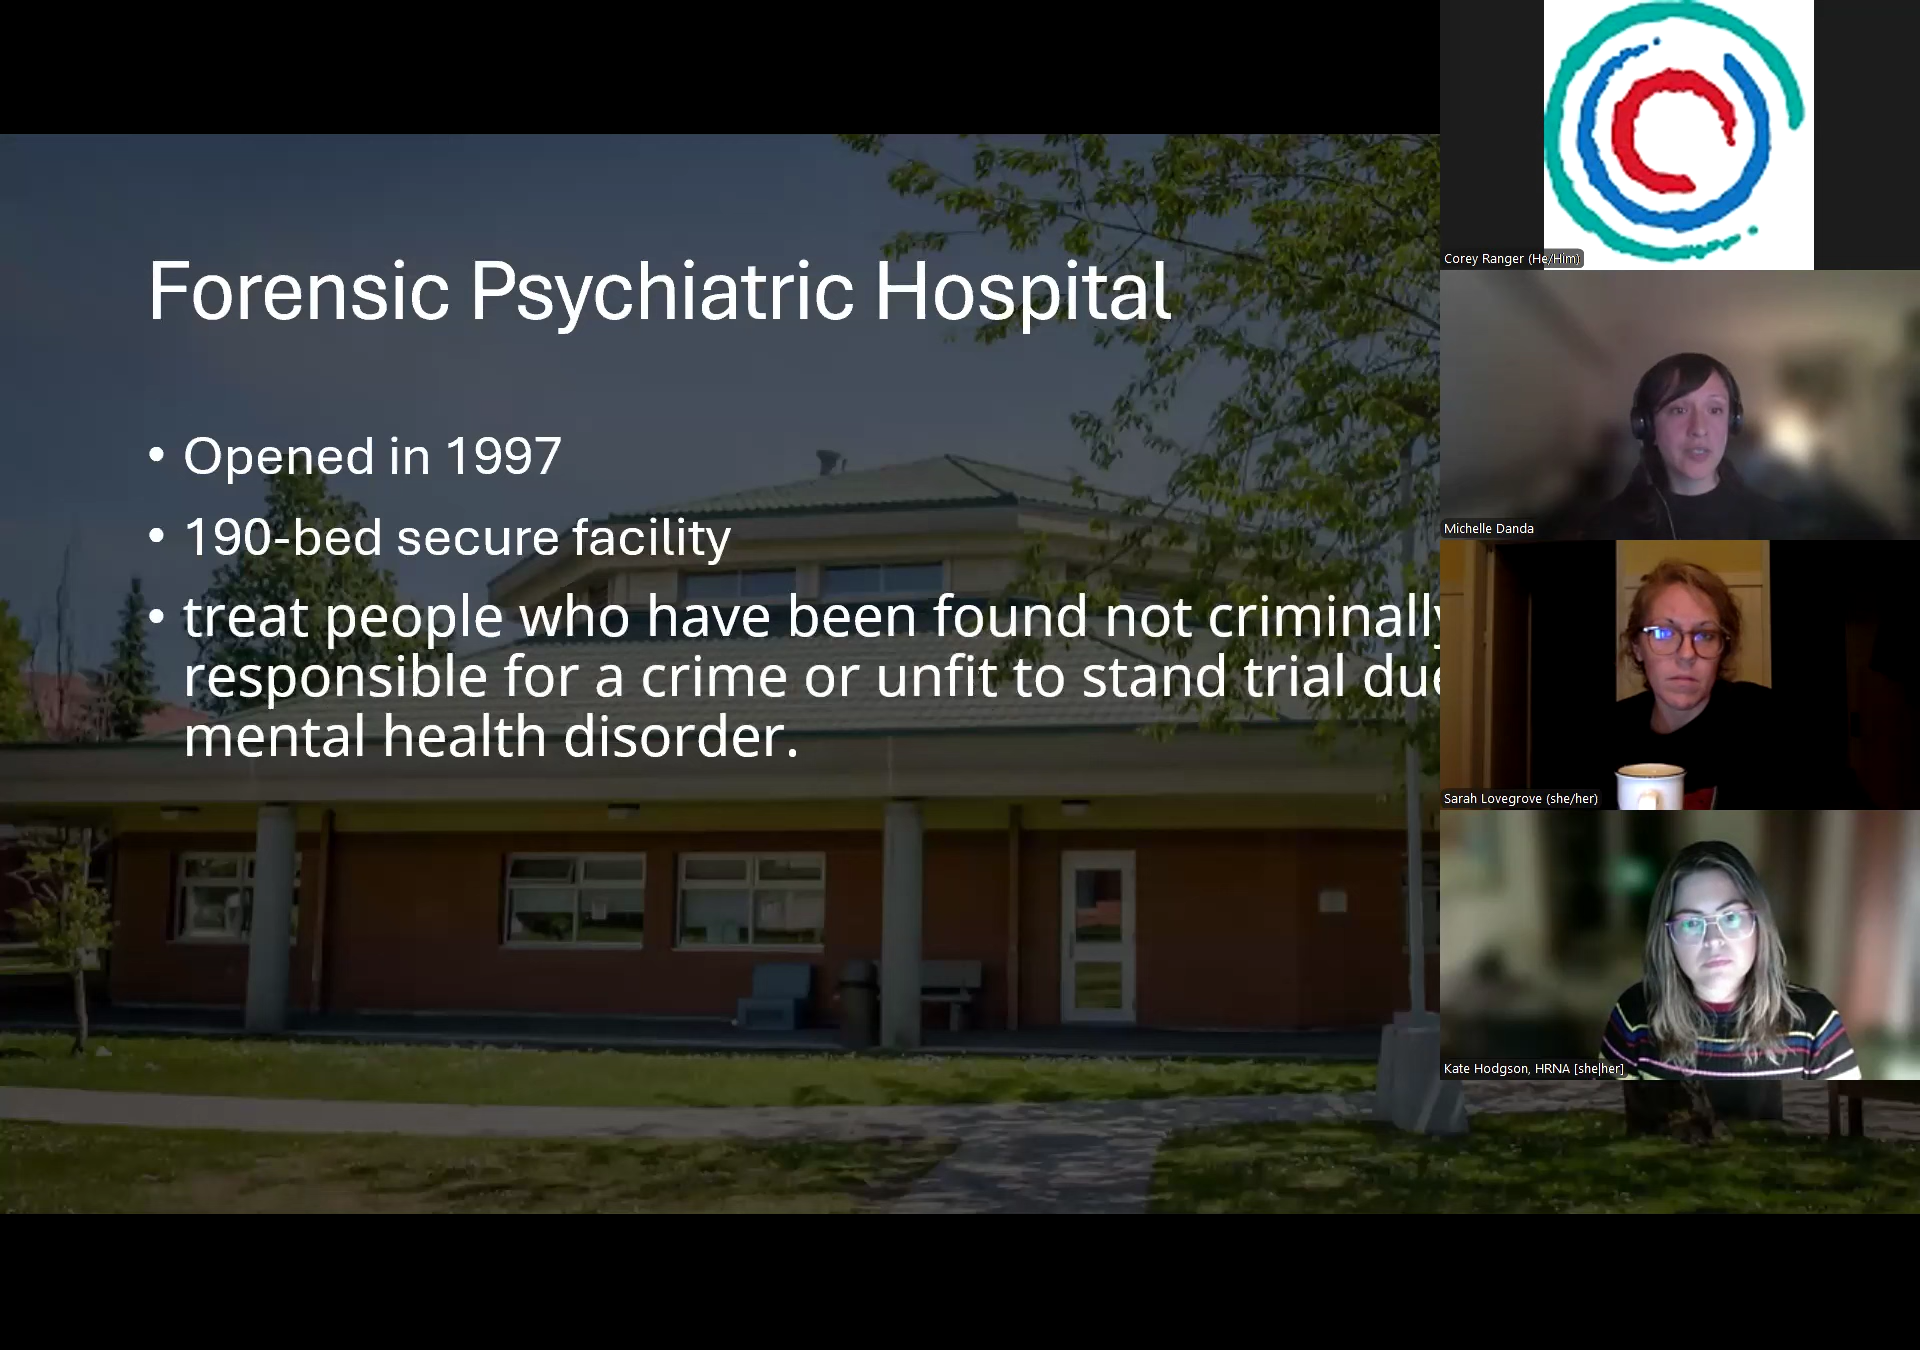 Forensic Psychiatric Hospital
• Opened in 1997
• 190-bed secure facility
• treat people who have been found not criminally
responsible for a crime or unfit to stand trial due
mental health disorder.
Corey Ranger (He/Him)
Michelle Danda
Sarah Lovegrove (she/her)
Kate Hodgson, HRNA [she|her]